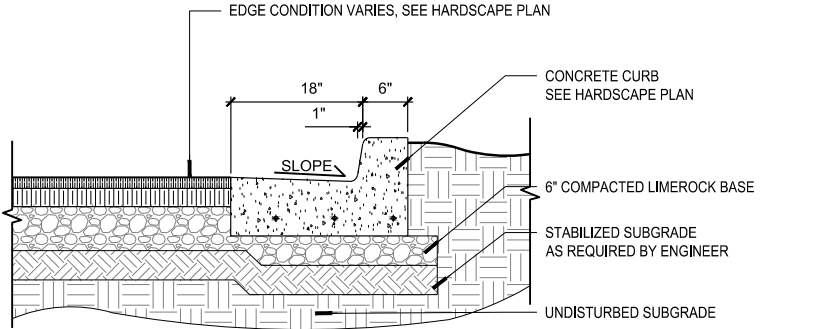 EDGE CONDITION VARIES, SEE HARDSCAPE PLAN
18"
6"
1"
CONCRETE CURB
SEE HARDSCAPE PLAN
SLOPE
6" COMPACTED LIMEROCK BASE
STABILIZED SUBGRADE
AS REQUIRED BY ENGINEER
UNDISTURBED SUBGRADE